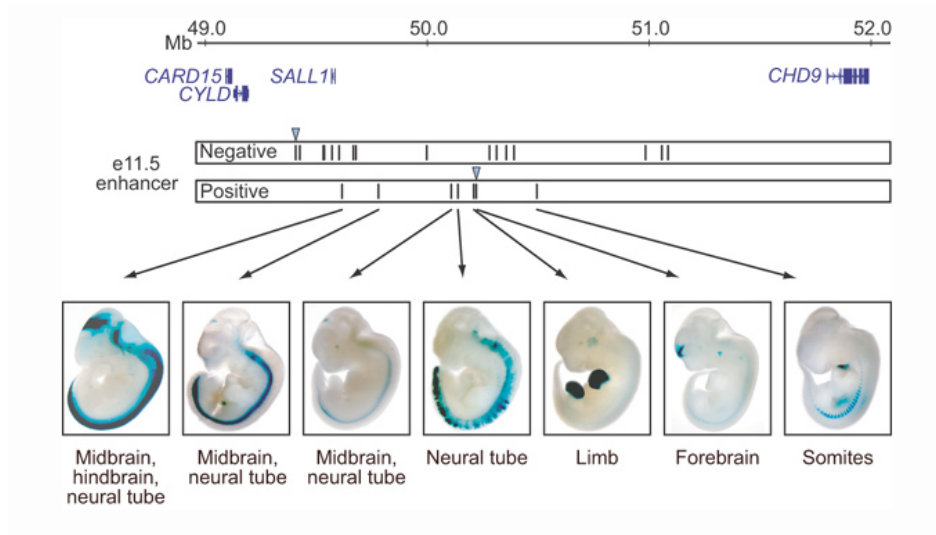 49.0 50.0 51.0 52.0
Mb
CARD15 SALL1 CHD9
CYLD
e11.5
enhancer
Negative
Positive
Midbrain,
hindbrain,
neural tube
Midbrain,
neural tube
Midbrain,
neural tube
Neural tube
Limb
Forebrain
Somites